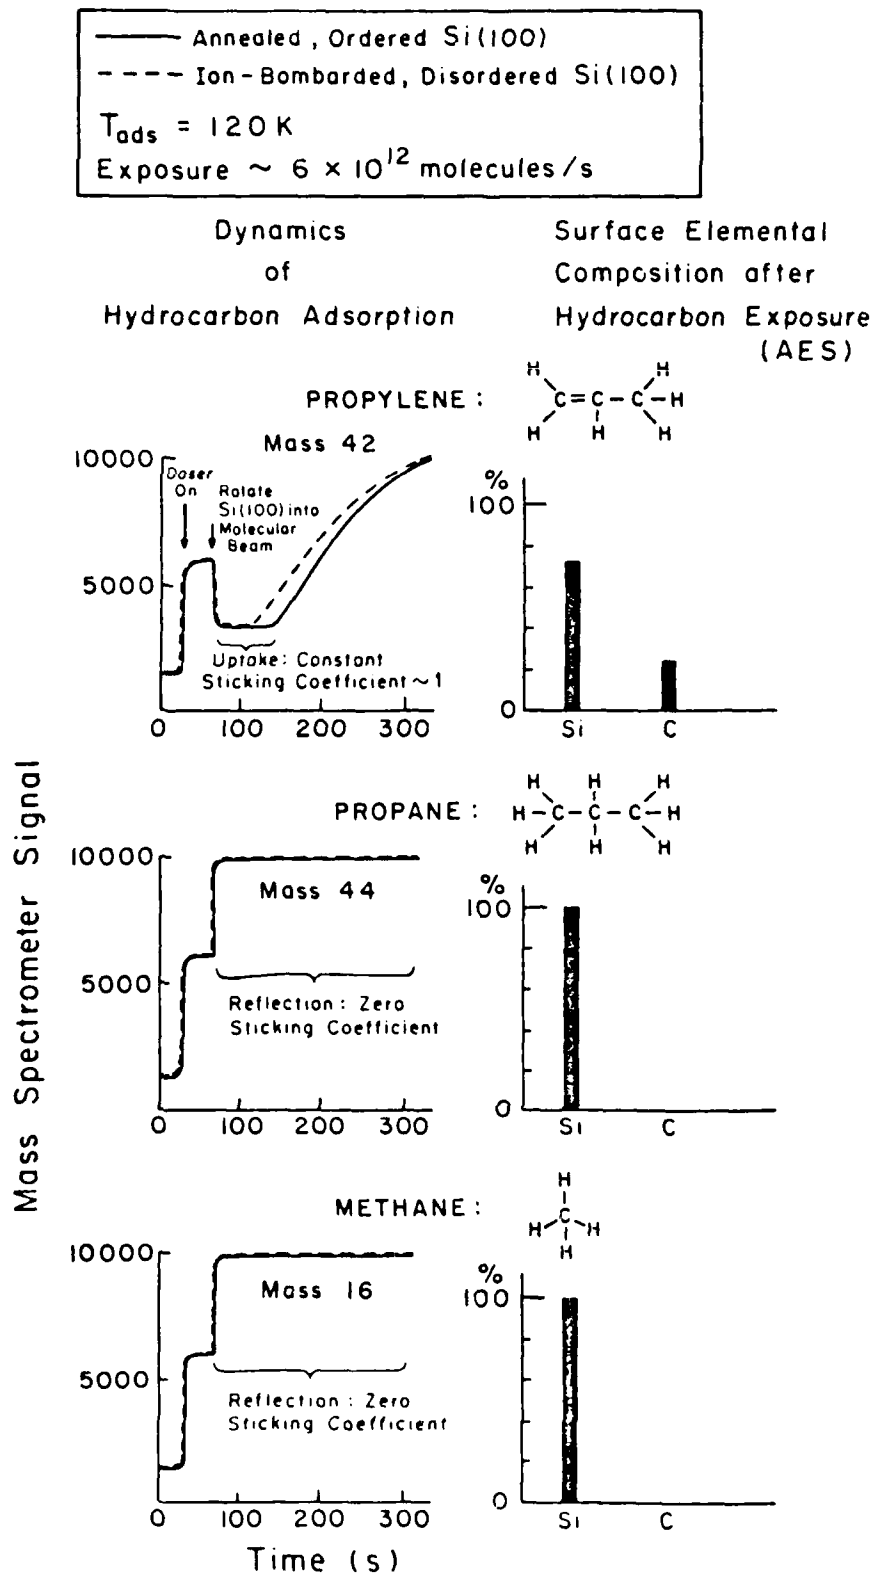 Annealed, Ordered Si(100)
Ion-Bombarded, Disordered Si(100)
Tads = 120 K
Exposure ~ 6 × 10¹² molecules/s
Dynamics
of
Hydrocarbon Adsorption
Surface Elemental
Composition after
Hydrocarbon Exposure
(AES)
Mass Spectrometer Signal
PROPYLENE:
H H
C=C-C-H
H H H
Mass 42
10000
5000
Doser
On
Rotate
Si(100) into
Molecular
Beam
Uptake: Constant
Sticking Coefficient ~1
0 100 200 300
%
100
0
Si C
PROPANE:
H H H
H-C-C-C-H
H H H
10000
5000
Mass 44
Reflection: Zero
Sticking Coefficient
0 100 200 300
%
100
0
Si C
METHANE:
H
H C H
H
10000
5000
Mass 16
Reflection: Zero
Sticking Coefficient
0 100 200 300
Time (s)
%
100
0
Si C